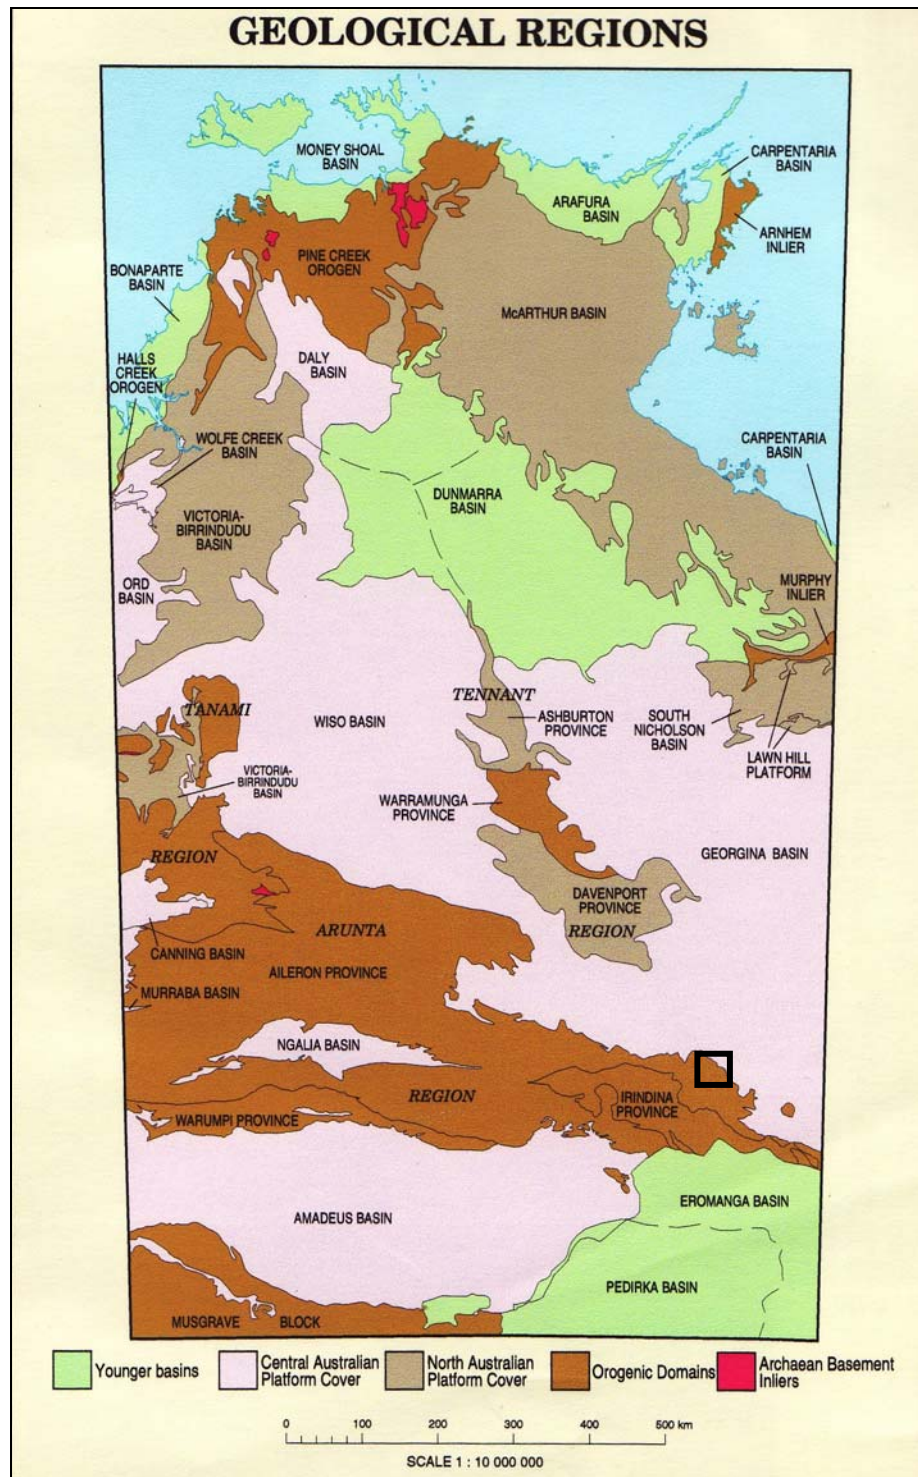 GEOLOGICAL REGIONS
MONEY SHOAL
BASIN
CARPENTARIA
BASIN
ARAFURA
BASIN
ARNHEM
INLIER
PINE CREEK
OROGEN
BONAPARTE
BASIN
McARTHUR BASIN
HALLS
CREEK
OROGEN
DALY
BASIN
WOLFE CREEK
BASIN
CARPENTARIA
BASIN
DUNMARRA
BASIN
VICTORIA-
BIRRINDUDU
BASIN
ORD
BASIN
MURPHY
INLIER
TANAMI
WISO BASIN
TENNANT
ASHBURTON
PROVINCE
SOUTH
NICHOLSON
BASIN
LAWN HILL
PLATFORM
VICTORIA-
BIRRINDUDU
BASIN
WARRAMUNGA
PROVINCE
REGION
GEORGINA BASIN
DAVENPORT
PROVINCE
REGION
ARUNTA
CANNING BASIN
AILERON PROVINCE
MURRABA BASIN
NGALIA BASIN
REGION
IRINDINA
PROVINCE
WARUMPI PROVINCE
EROMANGA BASIN
AMADEUS BASIN
PEDIRKA BASIN
MUSGRAVE BLOCK
Younger basins
Central Australian
Platform Cover
North Australian
Platform Cover
Orogenic Domains
Archaean Basement
Inliers
0 100 200 300 400 500 km
SCALE 1 : 10 000 000